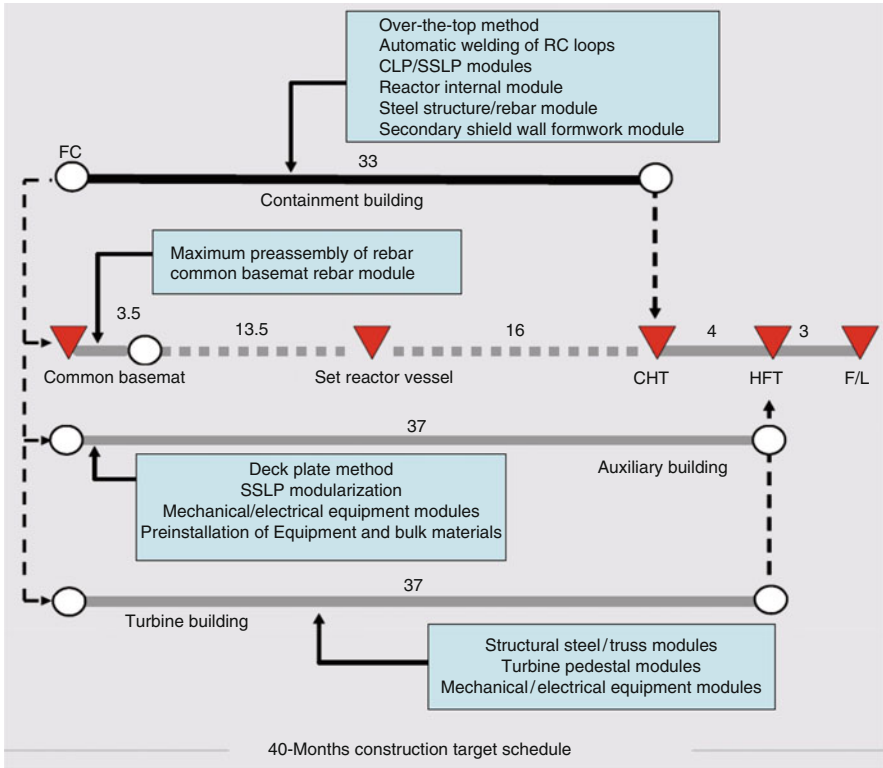 Over-the-top method
Automatic welding of RC loops
CLP/SSLP modules
Reactor internal module
Steel structure/rebar module
Secondary shield wall formwork module
FC
33
Containment building
Maximum preassembly of rebar
common basemat rebar module
3.5
13.5
16
4
3
Common basemat
Set reactor vessel
CHT
HFT
F/L
37
Auxiliary building
Deck plate method
SSLP modularization
Mechanical/electrical equipment modules
Preinstallation of Equipment and bulk materials
37
Turbine building
Structural steel/truss modules
Turbine pedestal modules
Mechanical/electrical equipment modules
40-Months construction target schedule